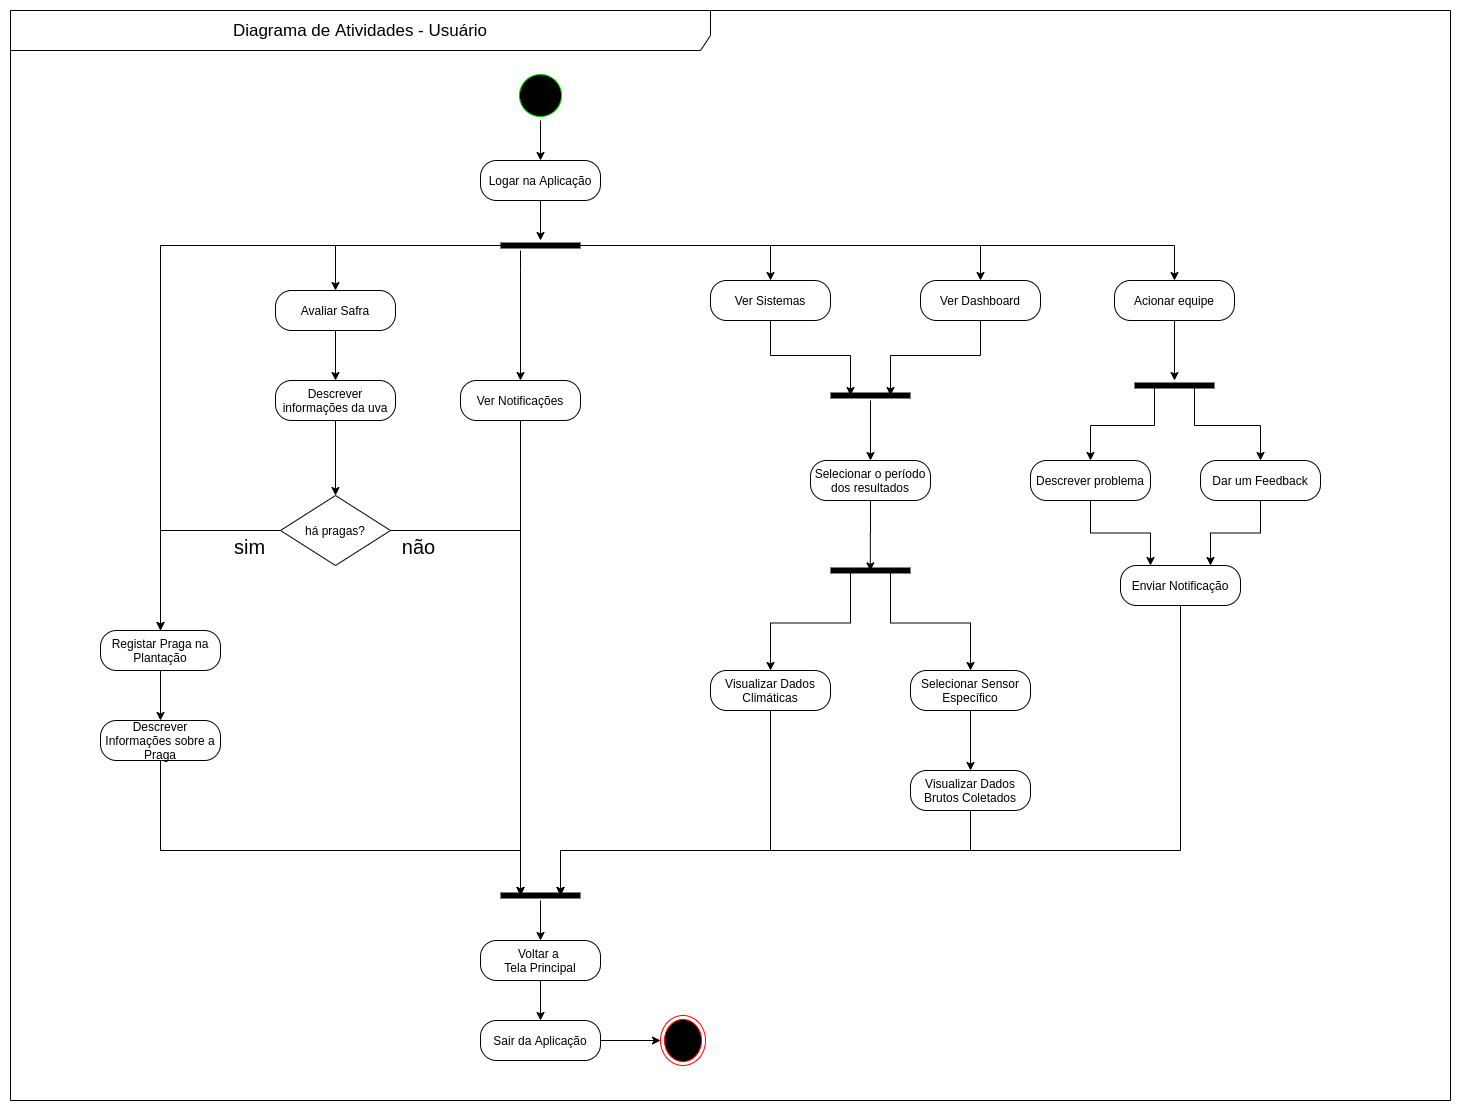 Diagrama de Atividades - Usuário
Logar na Aplicação
Avaliar Safra
Ver Sistemas
Ver Dashboard
Acionar equipe
Descrever
informações da uva
Ver Notificações
Selecionar o período
dos resultados
Descrever problema
Dar um Feedback
há pragas?
sim
não
Enviar Notificação
Registar Praga na
Plantação
Visualizar Dados
Climáticas
Selecionar Sensor
Específico
Descrever
Informações sobre a
Praga
Visualizar Dados
Brutos Coletados
Voltar a
Tela Principal
Sair da Aplicação